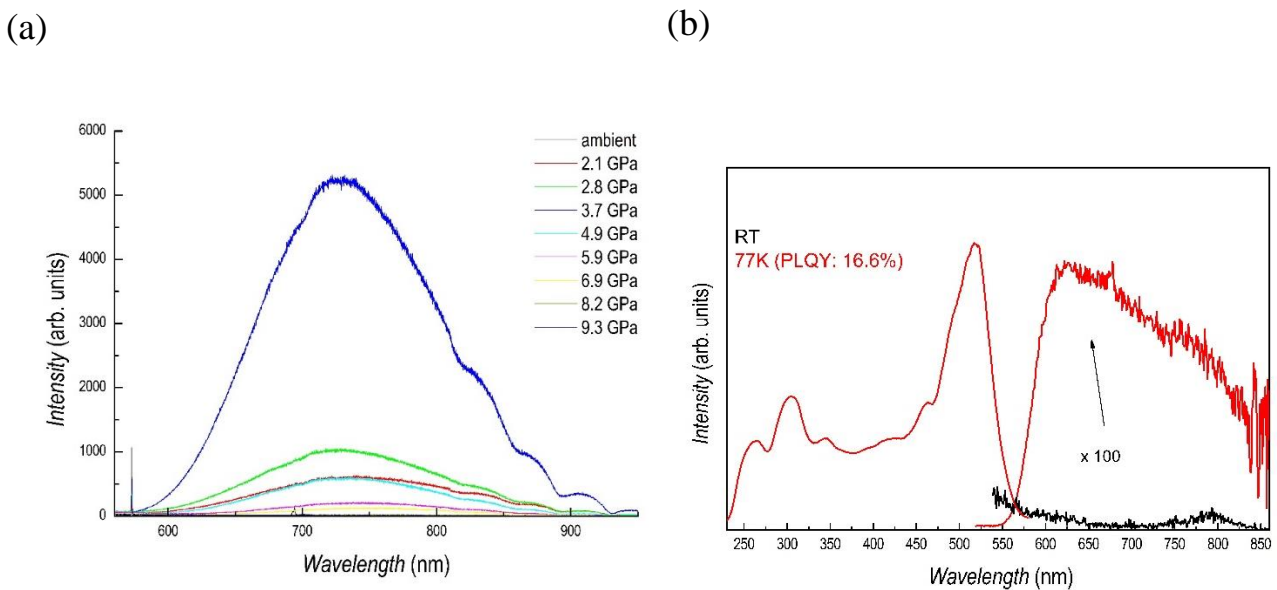 (a)
(b)
6000
5000
4000
3000
2000
1000
0
Intensity (arb. units)
600
700
800
900
Wavelength (nm)
ambient
2.1 GPa
2.8 GPa
3.7 GPa
4.9 GPa
5.9 GPa
6.9 GPa
8.2 GPa
9.3 GPa
RT
77K (PLQY: 16.6%)
x 100
Intensity (arb. units)
250 300 350 400 450 500 550 600 650 700 750 800 850
Wavelength (nm)